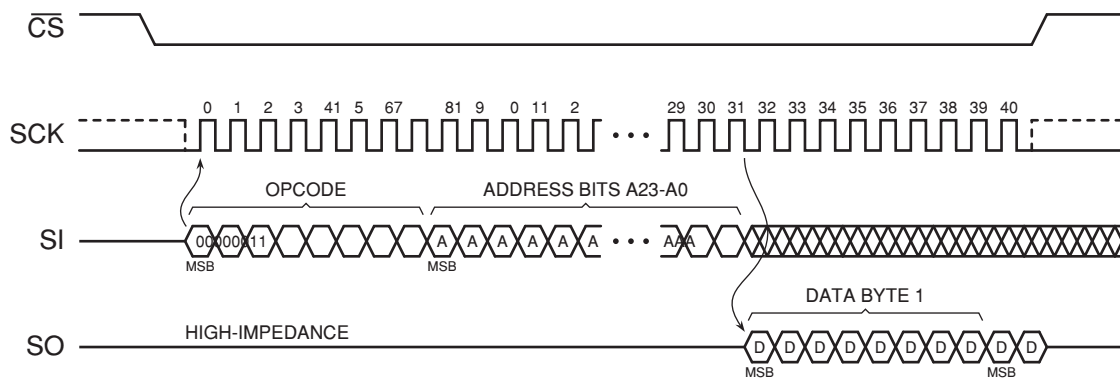 CS
0 1 2 3 41 5 67 81 9 0 11 2 29 30 31 32 33 34 35 36 37 38 39 40
SCK
OPCODE ADDRESS BITS A23-A0
SI 00000011 A A A A A A AAA
MSB MSB
DATA BYTE 1
HIGH-IMPEDANCE
SO D D D D D D D D D D
MSB MSB